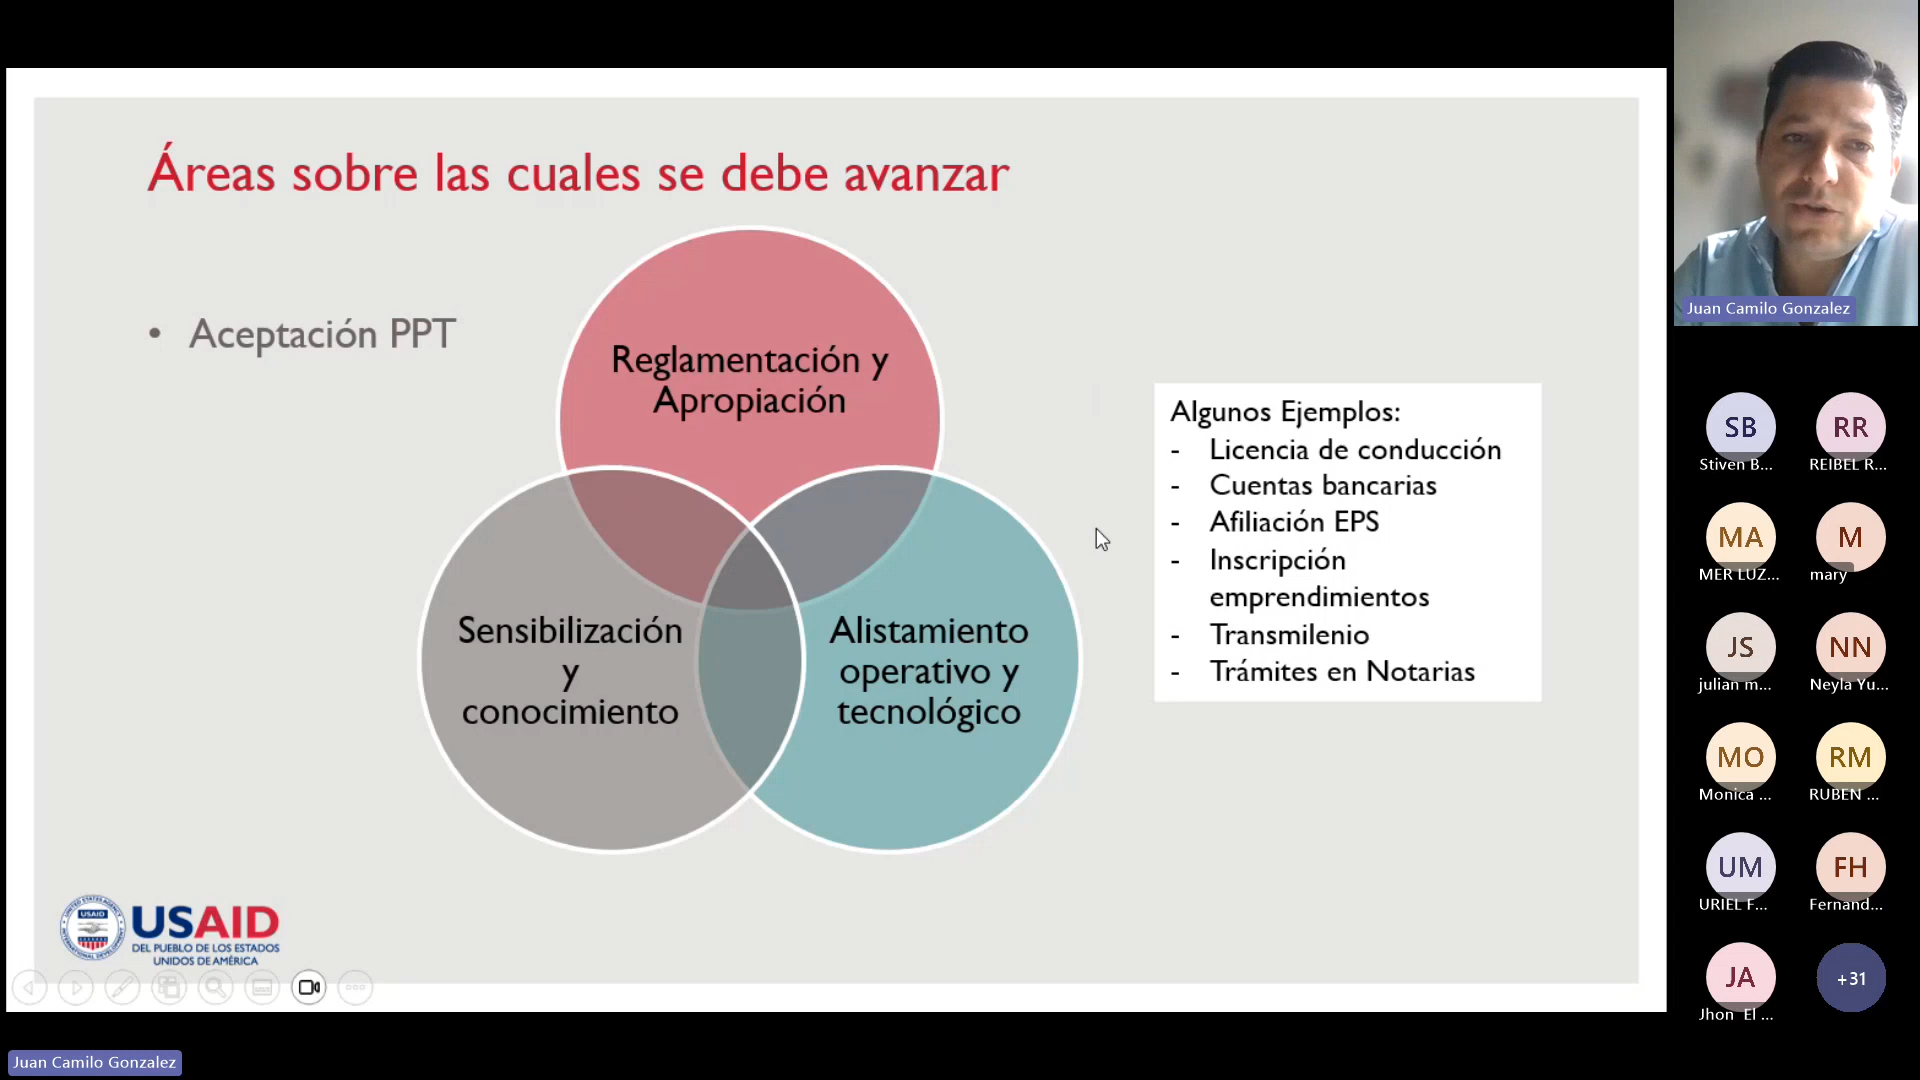 Áreas sobre las cuales se debe avanzar
• Aceptación PPT
Reglamentación y
Apropiación
Sensibilización
y
conocimiento
Alistamiento
operativo y
tecnológico
Algunos Ejemplos:
- Licencia de conducción
- Cuentas bancarias
- Afiliación EPS
- Inscripción
emprendimientos
- Transmilenio
- Trámites en Notarias
USAID
USAID
DEL PUEBLO DE LOS ESTADOS
UNIDOS DE AMÉRICA
Juan Camilo Gonzalez
Juan Camilo Gonzalez
SB
Stiven B...
RR
REIBEL R...
MA
MER LUZ...
M
mary
JS
julian m...
NN
Neyla Yu...
MO
Monica ...
RM
RUBEN ...
UM
URIEL F...
FH
Fernand...
JA
Jhon El ...
+31